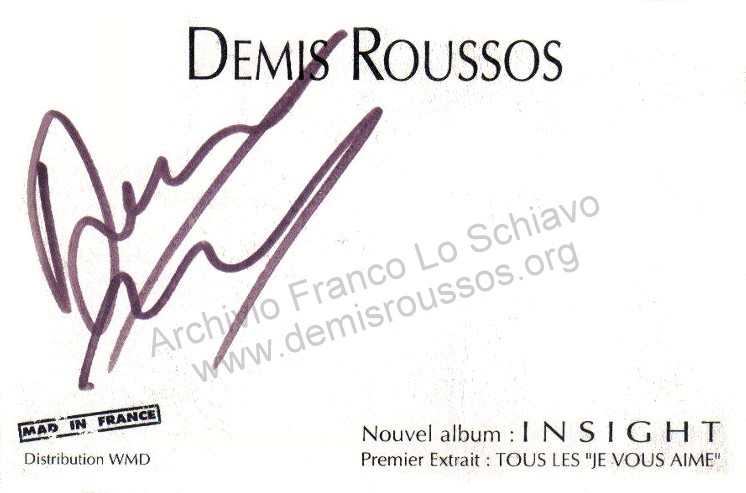 DEMIS ROUSSOS
Archivio Franco Lo Schiavo
www.demisroussos.org
MAD IN FRANCE
Distribution WMD
Nouvel album : INSIGHT
Premier Extrait : TOUS LES "JE VOUS AIME"